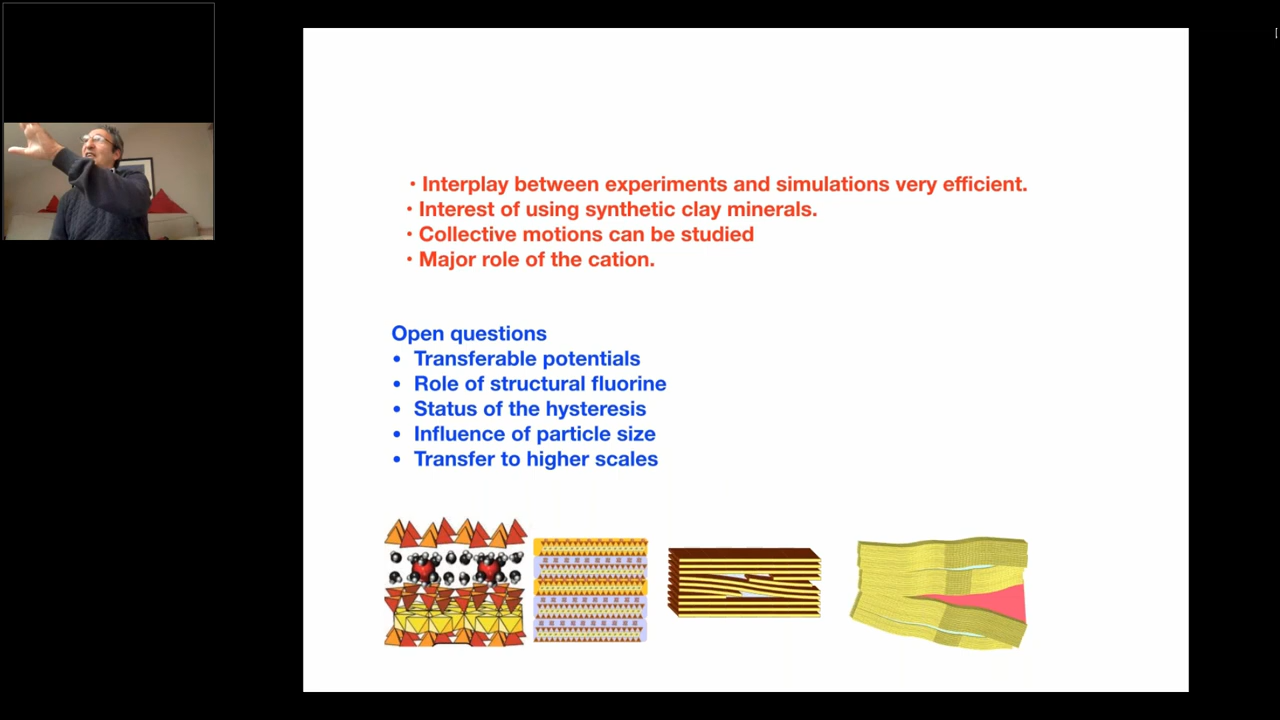 • Interplay between experiments and simulations very efficient.
• Interest of using synthetic clay minerals.
• Collective motions can be studied
• Major role of the cation.
Open questions
• Transferable potentials
• Role of structural fluorine
• Status of the hysteresis
• Influence of particle size
• Transfer to higher scales